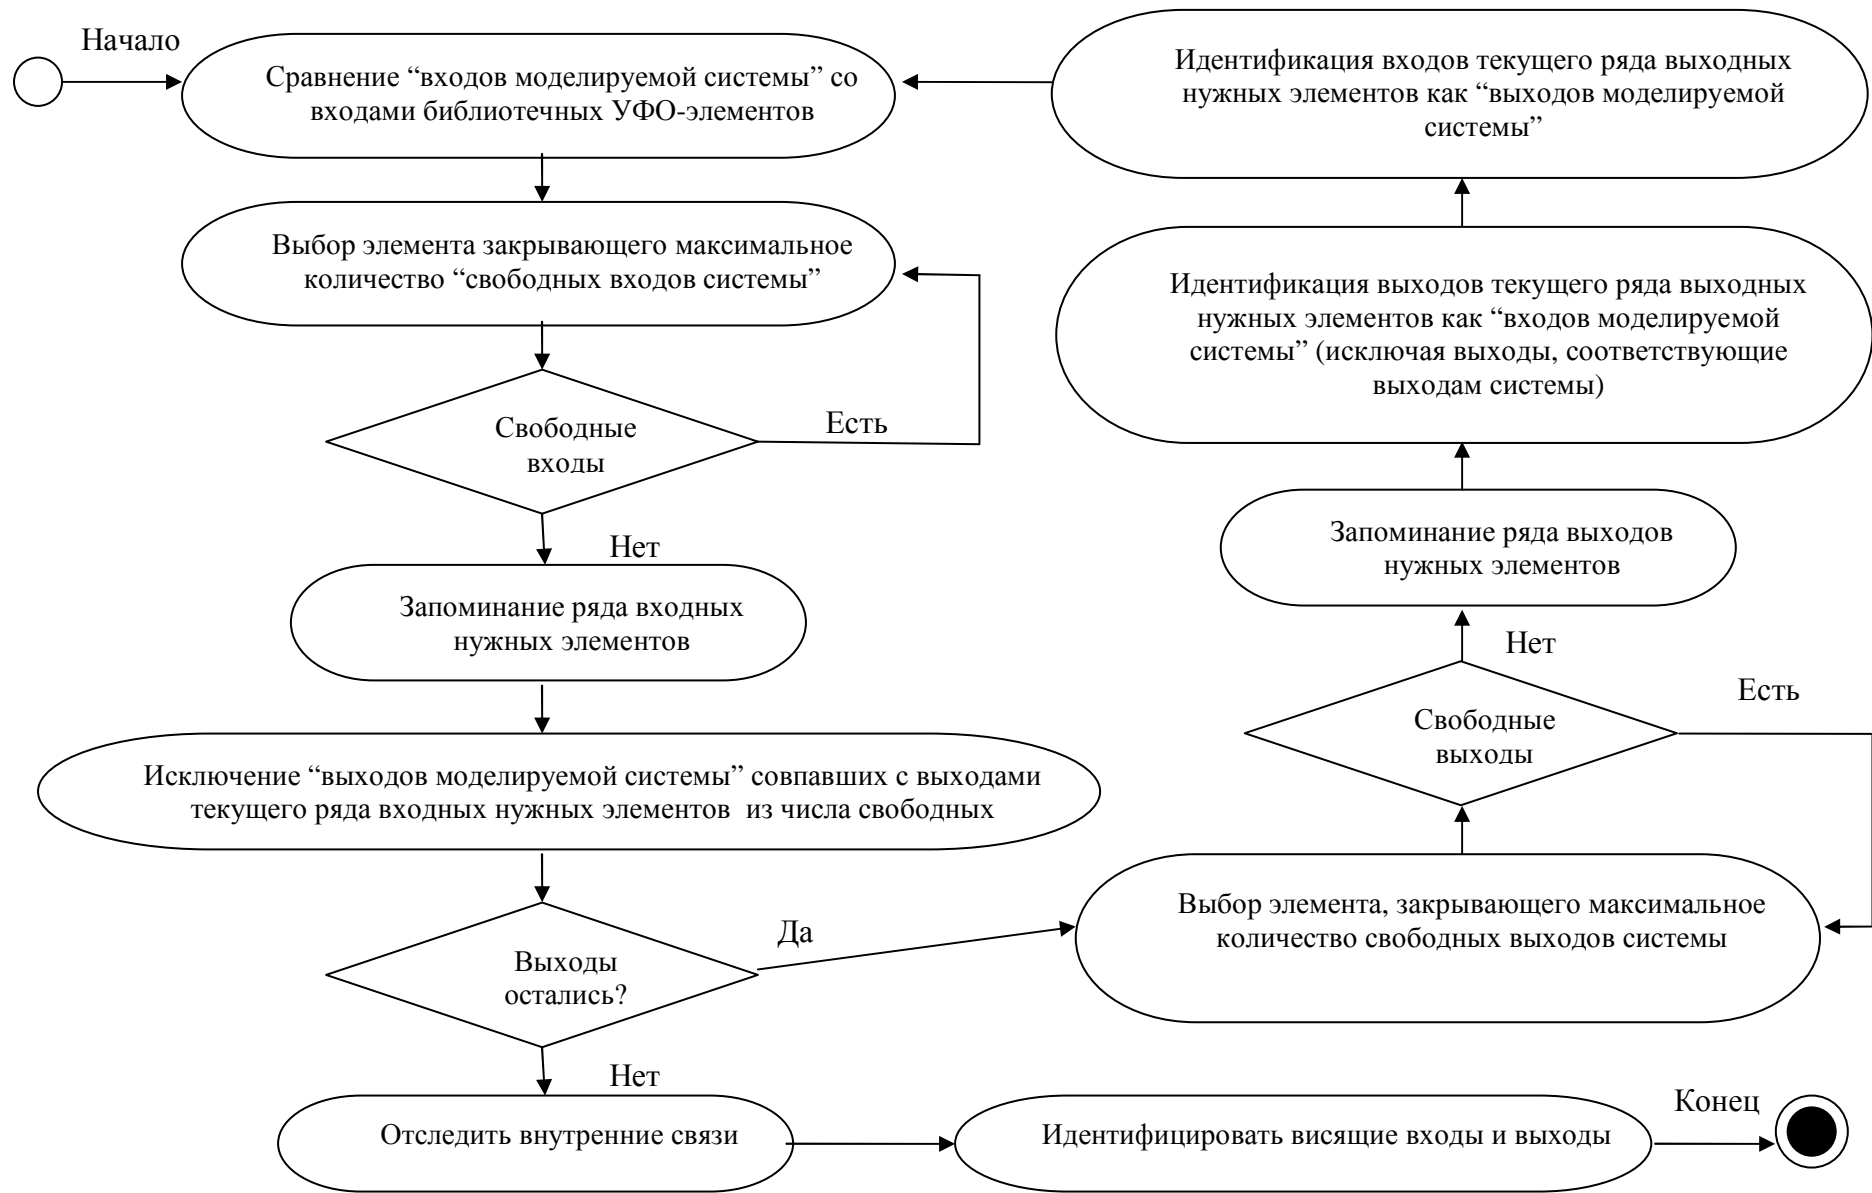 Начало
Сравнение “входов моделируемой системы” со
входами библиотечных УФО-элементов
Выбор элемента закрывающего максимальное
количество “свободных входов системы”
Свободные
входы
Есть
Нет
Запоминание ряда входных
нужных элементов
Исключение “выходов моделируемой системы” совпавших с выходами
текущего ряда входных нужных элементов из числа свободных
Выходы
остались?
Да
Нет
Отследить внутренние связи
Идентифицировать висящие входы и выходы
Конец
Идентификация входов текущего ряда выходных
нужных элементов как “выходов моделируемой
системы”
Идентификация выходов текущего ряда выходных
нужных элементов как “входов моделируемой
системы” (исключая выходы, соответствующие
выходам системы)
Запоминание ряда выходов
нужных элементов
Нет
Есть
Свободные
выходы
Выбор элемента, закрывающего максимальное
количество свободных выходов системы